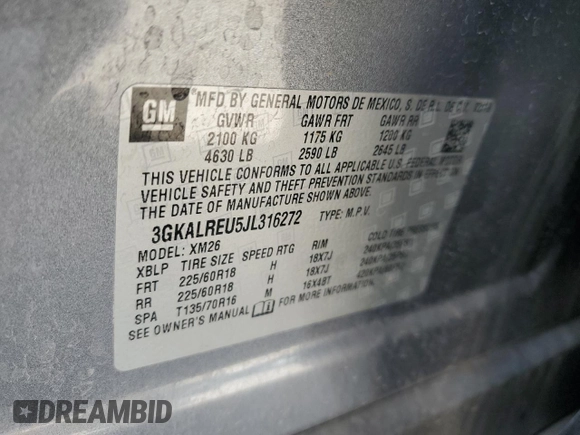 GM
MFD BY GENERAL MOTORS DE MEXICO, S. DE R.L. DE C.V.
GVWR GAWR FRT GAWR RR
2100 KG 1175 KG 1200 KG
4630 LB 2590 LB 2645 LB
THIS VEHICLE CONFORMS TO ALL APPLICABLE U.S. FEDERAL MOTOR
VEHICLE SAFETY AND THEFT PREVENTION STANDARDS IN EFFECT ON
THE DATE OF MANUFACTURE SHOWN ABOVE.
3GKALREU5JL316272 TYPE: M.P.V.
MODEL: XM26
XBLP TIRE SIZE SPEED RTG RIM COLD TIRE PRESSURE
FRT 225/60R18 H 18X7J
RR 225/60R18 H 18X7J
SPA T135/70R16 M 16X4BT
SEE OWNER'S MANUAL FOR MORE INFORMATION.
DREAMBID